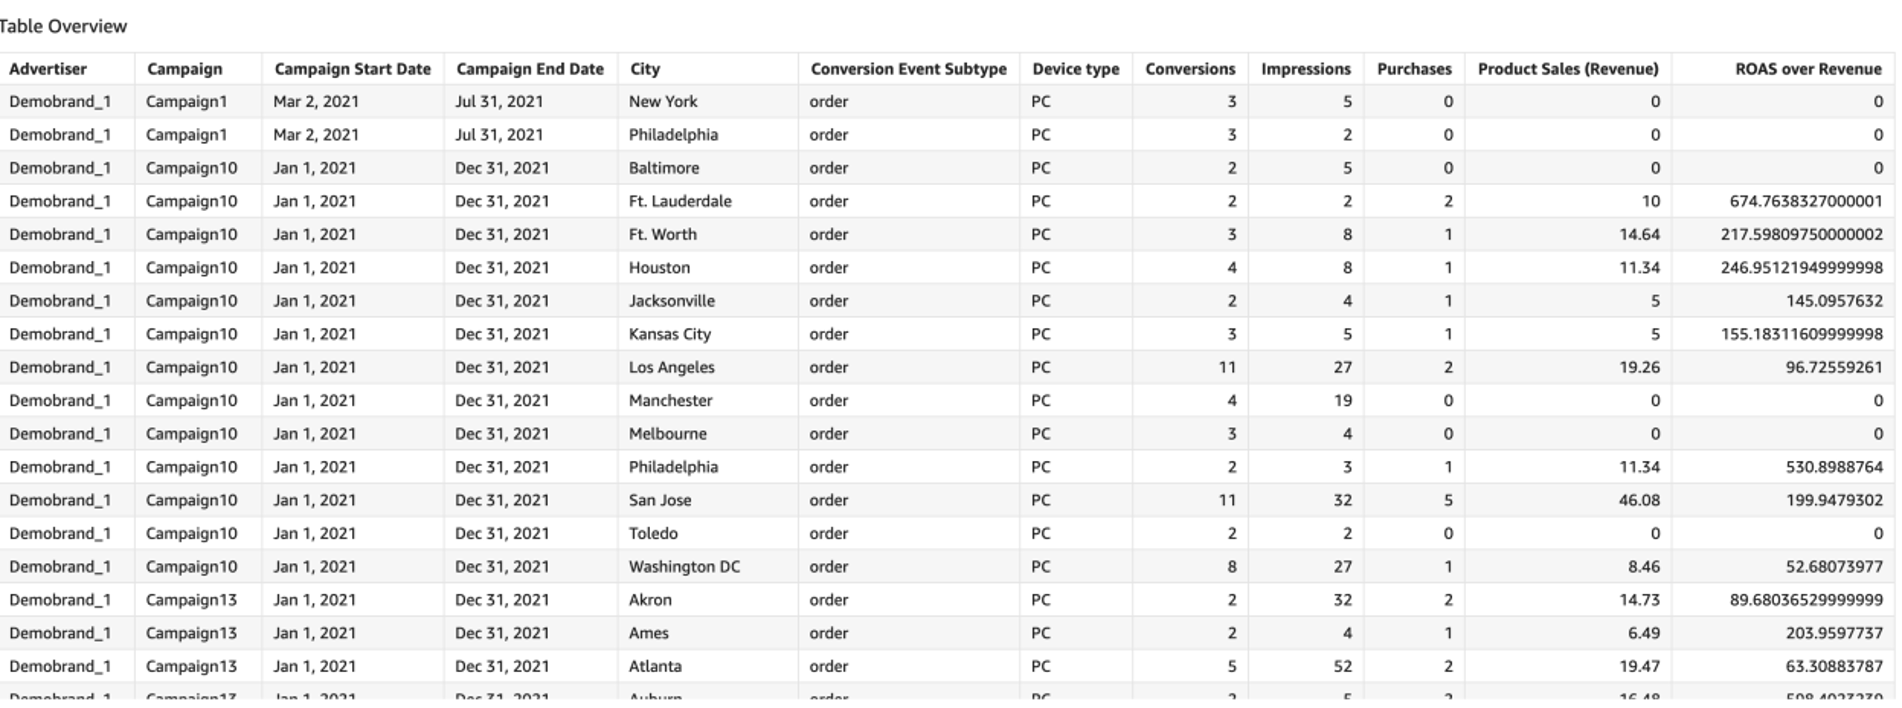 Table Overview
Advertiser Campaign Campaign Start Date Campaign End Date City Conversion Event Subtype Device type Conversions Impressions Purchases Product Sales (Revenue) ROAS over Revenue
Demobrand_1 Campaign1 Mar 2, 2021 Jul 31, 2021 New York order PC 3 5 0 0 0
Demobrand_1 Campaign1 Mar 2, 2021 Jul 31, 2021 Philadelphia order PC 3 2 0 0 0
Demobrand_1 Campaign10 Jan 1, 2021 Dec 31, 2021 Baltimore order PC 2 5 0 0 0
Demobrand_1 Campaign10 Jan 1, 2021 Dec 31, 2021 Ft. Lauderdale order PC 2 2 2 10 674.7638327000001
Demobrand_1 Campaign10 Jan 1, 2021 Dec 31, 2021 Ft. Worth order PC 3 8 1 14.64 217.59809750000002
Demobrand_1 Campaign10 Jan 1, 2021 Dec 31, 2021 Houston order PC 4 8 1 11.34 246.95121949999998
Demobrand_1 Campaign10 Jan 1, 2021 Dec 31, 2021 Jacksonville order PC 2 4 1 5 145.0957632
Demobrand_1 Campaign10 Jan 1, 2021 Dec 31, 2021 Kansas City order PC 3 5 1 5 155.18311609999998
Demobrand_1 Campaign10 Jan 1, 2021 Dec 31, 2021 Los Angeles order PC 11 27 2 19.26 96.72559261
Demobrand_1 Campaign10 Jan 1, 2021 Dec 31, 2021 Manchester order PC 4 19 0 0 0
Demobrand_1 Campaign10 Jan 1, 2021 Dec 31, 2021 Melbourne order PC 3 4 0 0 0
Demobrand_1 Campaign10 Jan 1, 2021 Dec 31, 2021 Philadelphia order PC 2 3 1 11.34 530.8988764
Demobrand_1 Campaign10 Jan 1, 2021 Dec 31, 2021 San Jose order PC 11 32 5 46.08 199.9479302
Demobrand_1 Campaign10 Jan 1, 2021 Dec 31, 2021 Toledo order PC 2 2 0 0 0
Demobrand_1 Campaign10 Jan 1, 2021 Dec 31, 2021 Washington DC order PC 8 27 1 8.46 52.68073977
Demobrand_1 Campaign13 Jan 1, 2021 Dec 31, 2021 Akron order PC 2 32 2 14.73 89.68036529999999
Demobrand_1 Campaign13 Jan 1, 2021 Dec 31, 2021 Ames order PC 2 4 1 6.49 203.9597737
Demobrand_1 Campaign13 Jan 1, 2021 Dec 31, 2021 Atlanta order PC 5 52 2 19.47 63.30883787
Demobrand_1 Campaign13 Jan 1, 2021 Dec 31, 2021 Auburn order PC